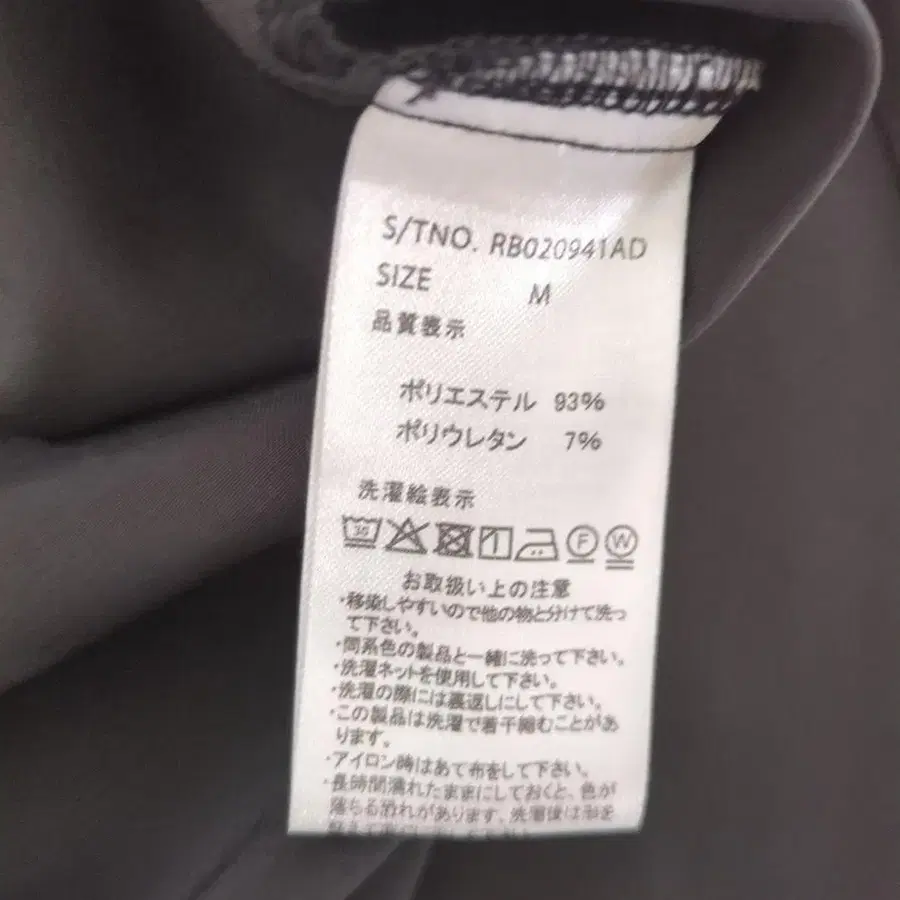 S/TNO. RB020941AD
SIZE M
品質表示
ポリエステル 93%
ポリウレタン 7%
洗濯絵表示
30 F W
お取扱い上の注意
・移染しやすいので他の物と分けて洗っ
て下さい。
・同系色の製品と一緒に洗って下さい。
・洗濯ネットを使用して下さい。
・洗濯の際には裏返しにして下さい。
・この製品は洗濯で若干縮むことがあ
ります。
・アイロン時はあて布をして下さい。
・長時間濡れたままにしておくと、色が
落ちる恐れがあります、洗濯後は形を